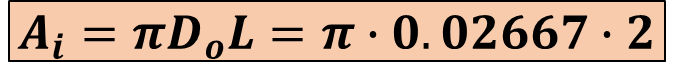 A_i = πD_oL = π · 0.02667 · 2